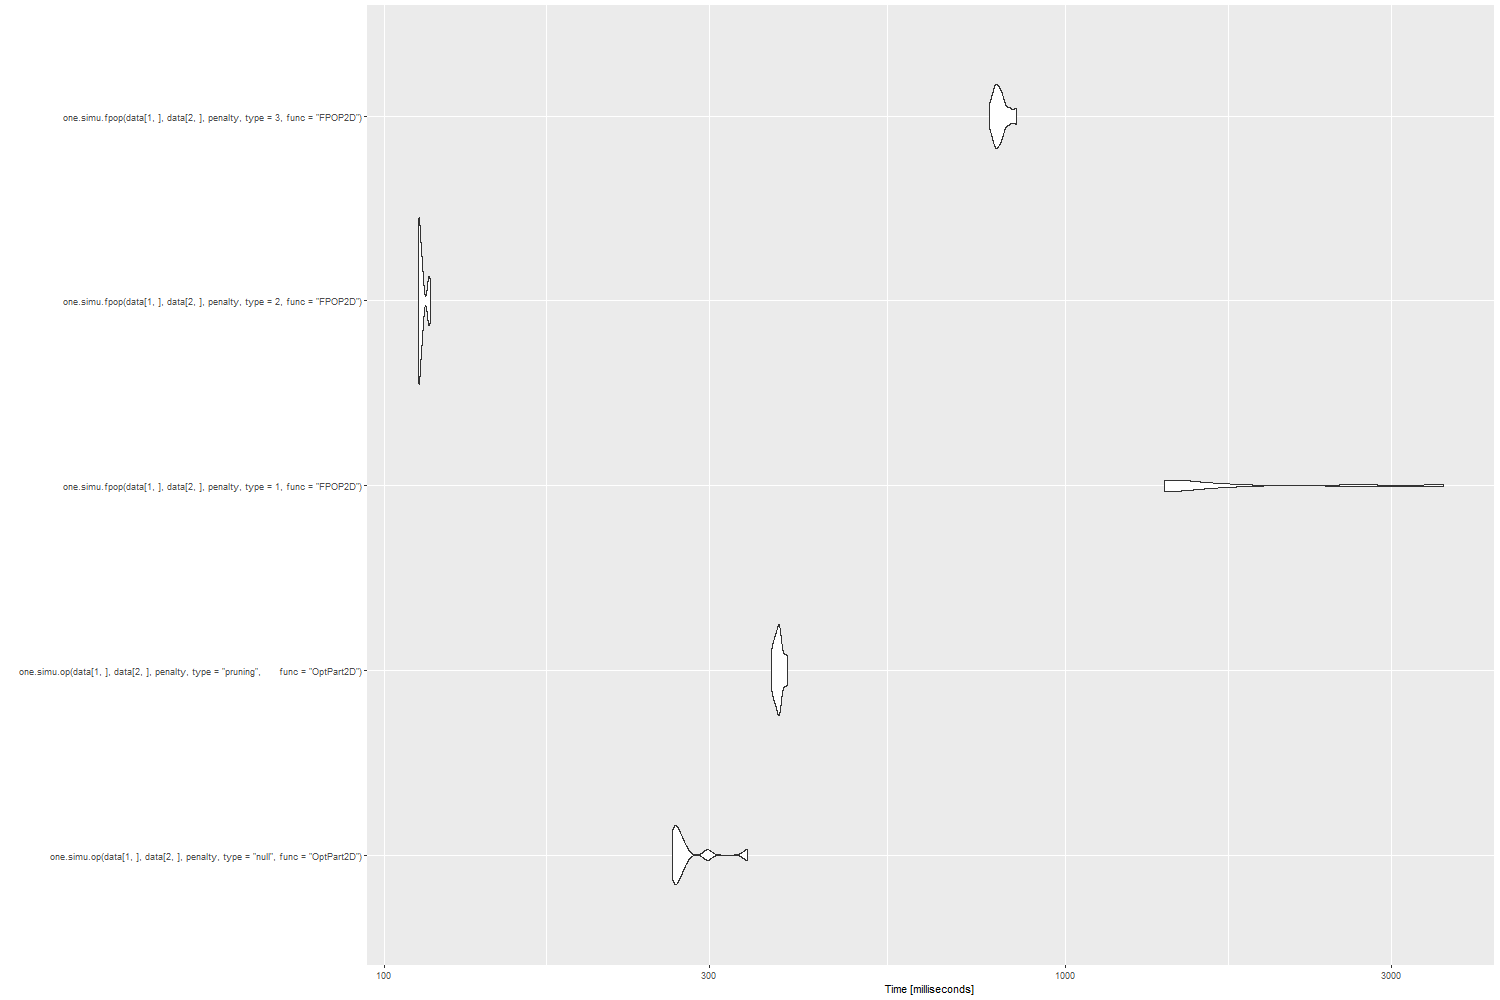 one.simu.fpop(data[1, ], data[2, ], penalty, type = 3, func = "FPOP2D")
one.simu.fpop(data[1, ], data[2, ], penalty, type = 2, func = "FPOP2D")
one.simu.fpop(data[1, ], data[2, ], penalty, type = 1, func = "FPOP2D")
one.simu.op(data[1, ], data[2, ], penalty, type = "pruning",      func = "OptPart2D")
one.simu.op(data[1, ], data[2, ], penalty, type = "null", func = "OptPart2D")
100 300 1000 3000
Time [milliseconds]